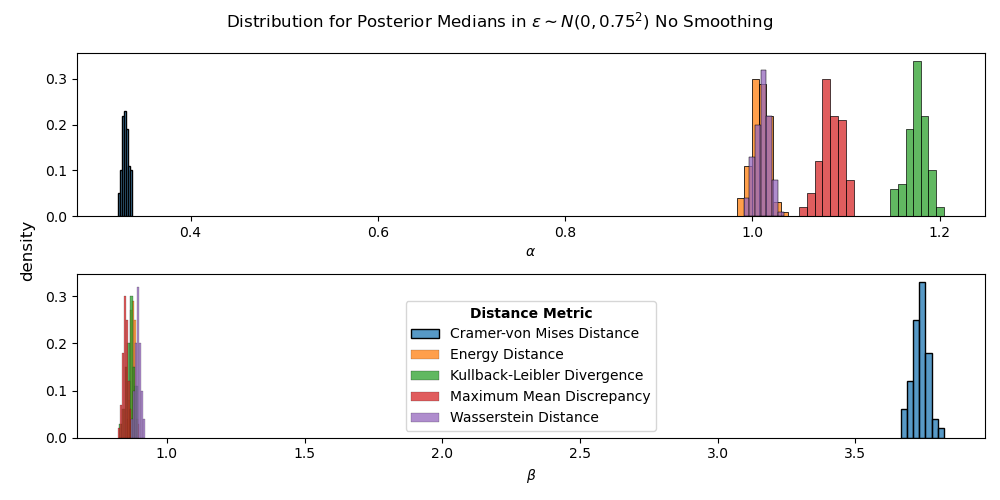 Distribution for Posterior Medians in ε ~ N(0, 0.75²) No Smoothing
0.3
0.2
0.1
0.0
0.4 0.6 0.8 1.0 1.2
α
density
0.3
0.2
0.1
0.0
Distance Metric
Cramer-von Mises Distance
Energy Distance
Kullback-Leibler Divergence
Maximum Mean Discrepancy
Wasserstein Distance
1.0 1.5 2.0 2.5 3.0 3.5
β